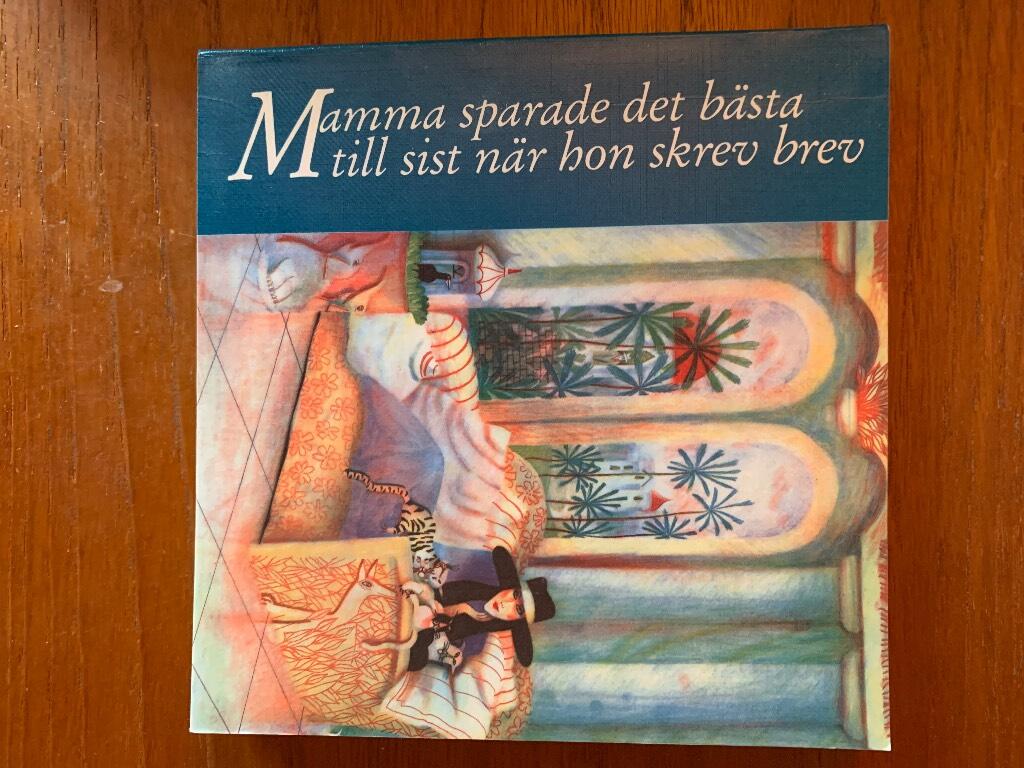 Mamma sparade det bästa
till sist när hon skrev brev